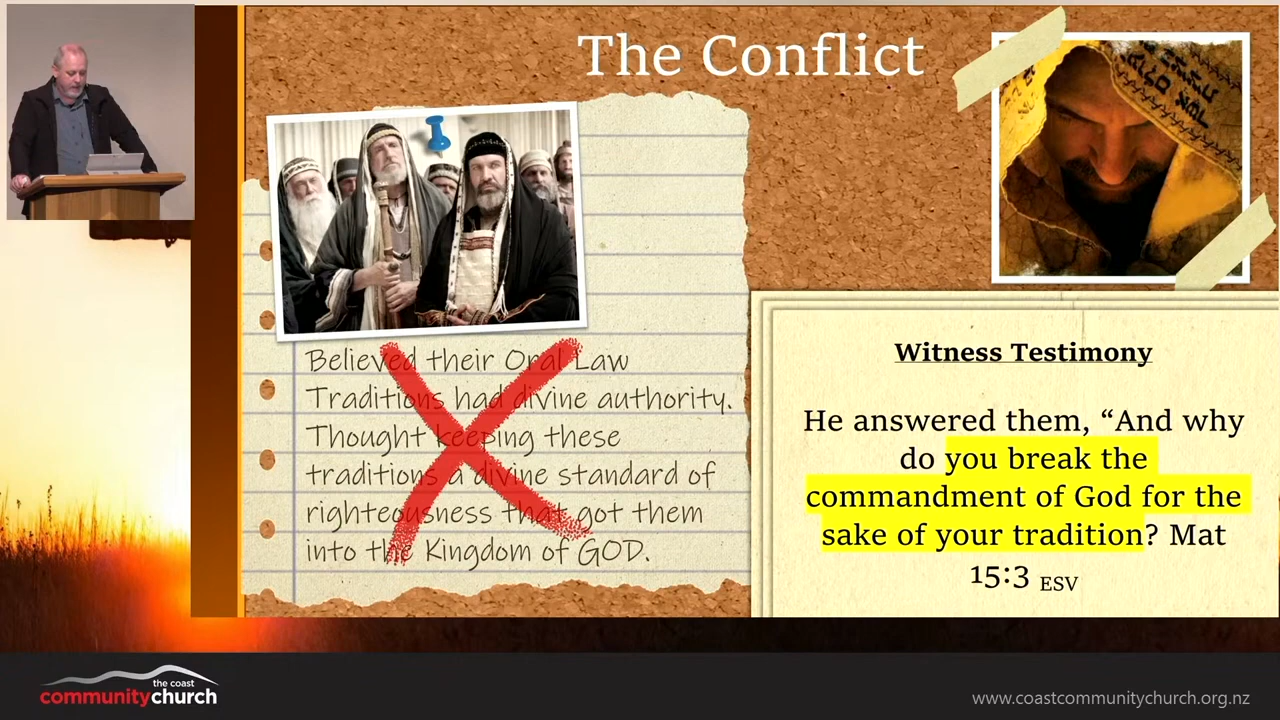 The Conflict
Believed their Oral Law
Traditions had divine authority.
Thought keeping these
traditions a divine standard of
righteousness that got them
into the Kingdom of GOD.
Witness Testimony
He answered them, “And why
do you break the
commandment of God for the
sake of your tradition? Mat
15:3 ESV
the coast
communitychurch
www.coastcommunitychurch.org.nz